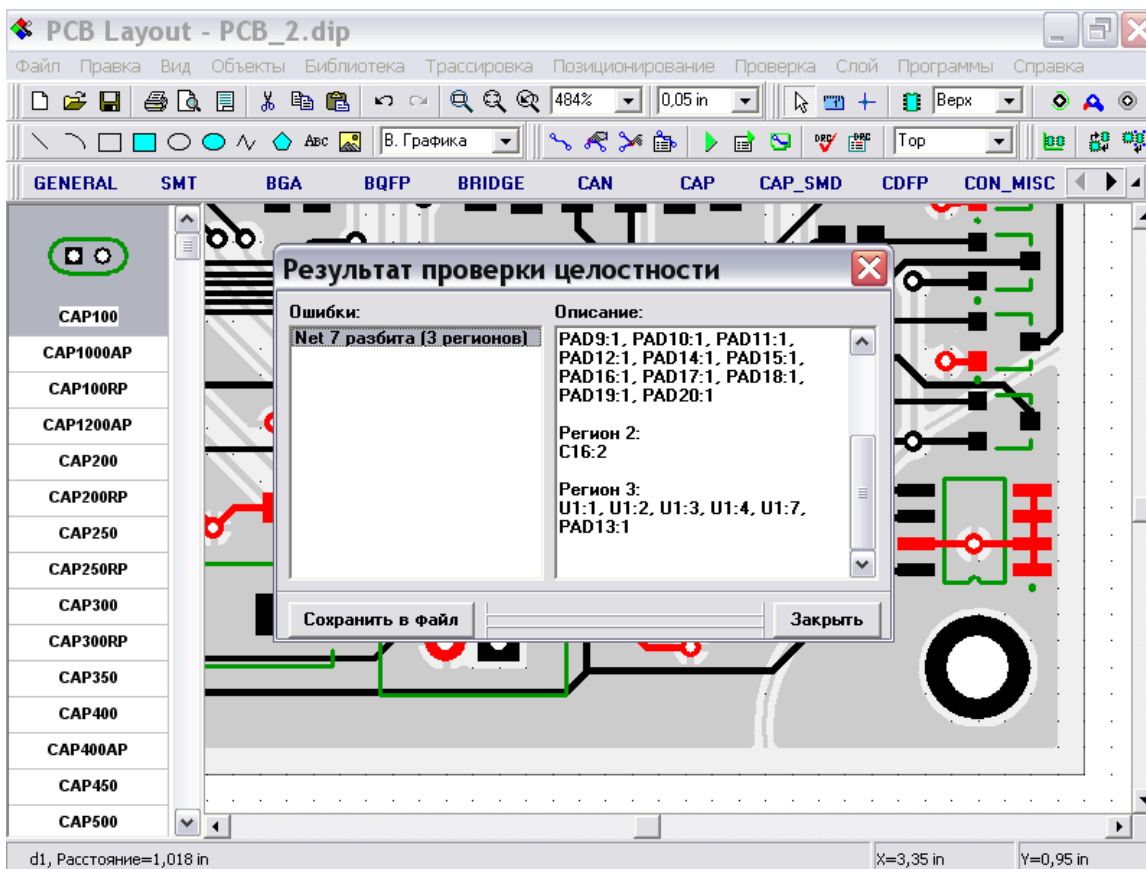 PCB Layout - PCB_2.dip
Файл Правка Вид Объекты Библиотека Трассировка Позиционирование Проверка Слой Программы Справка
484% 0,05 in Верх
Abc В. Графика DRC DRC Top
GENERAL SMT BGA BQFP BRIDGE CAN CAP CAP_SMD CDFP CON_MISC
CAP100
CAP1000AP
CAP100RP
CAP1200AP
CAP200
CAP200RP
CAP250
CAP250RP
CAP300
CAP300RP
CAP350
CAP400
CAP400AP
CAP450
CAP500
Результат проверки целостности
Ошибки:
Net 7 разбита (3 регионов)
Описание:
PAD9:1, PAD10:1, PAD11:1,
PAD12:1, PAD14:1, PAD15:1,
PAD16:1, PAD17:1, PAD18:1,
PAD19:1, PAD20:1
Регион 2:
C16:2
Регион 3:
U1:1, U1:2, U1:3, U1:4, U1:7,
PAD13:1
Сохранить в файл Закрыть
d1, Расстояние=1,018 in X=3,35 in Y=0,95 in